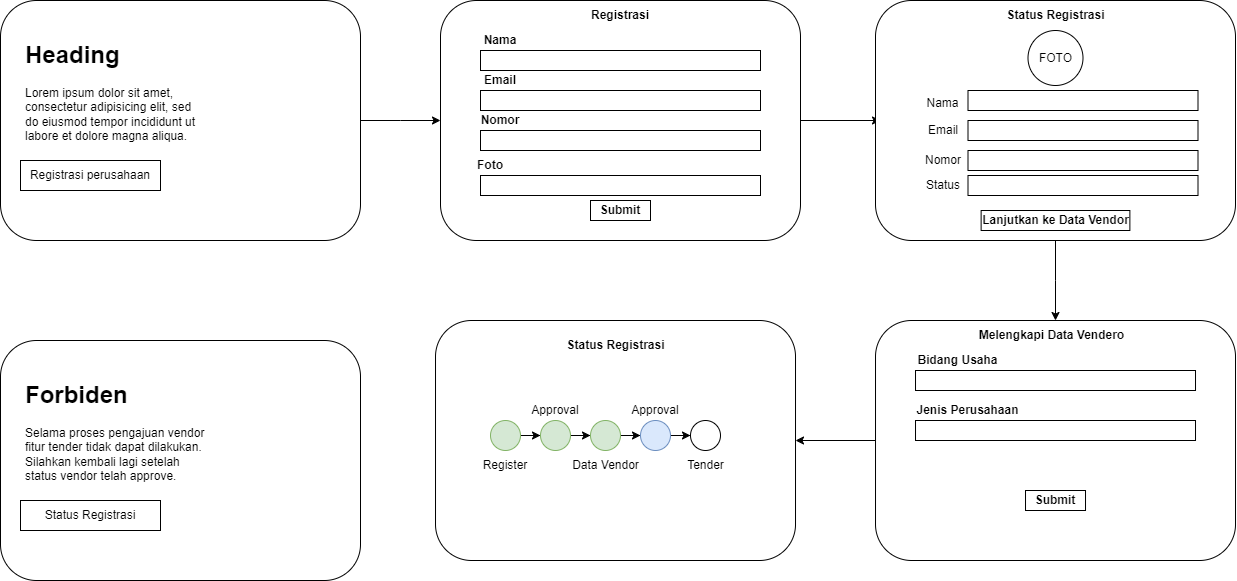 Heading
Lorem ipsum dolor sit amet,
consectetur adipisicing elit, sed
do eiusmod tempor incididunt ut
labore et dolore magna aliqua.
Registrasi perusahaan
Registrasi
Nama
Email
Nomor
Foto
Submit
Status Registrasi
FOTO
Nama
Email
Nomor
Status
Lanjutkan ke Data Vendor
Forbiden
Selama proses pengajuan vendor
fitur tender tidak dapat dilakukan.
Silahkan kembali lagi setelah
status vendor telah approve.
Status Registrasi
Status Registrasi
Approval
Approval
Register
Data Vendor
Tender
Melengkapi Data Vendero
Bidang Usaha
Jenis Perusahaan
Submit